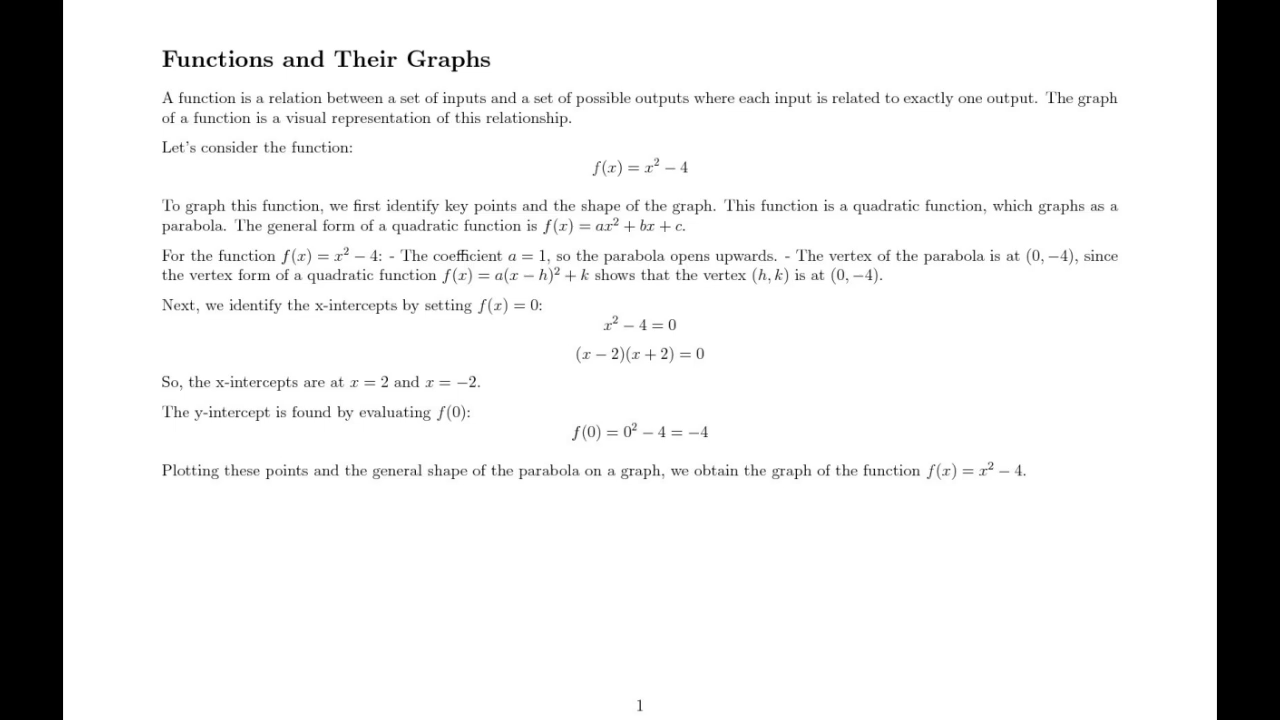 Functions and Their Graphs
A function is a relation between a set of inputs and a set of possible outputs where each input is related to exactly one output. The graph
of a function is a visual representation of this relationship.
Let's consider the function:
f(x) = x² − 4
To graph this function, we first identify key points and the shape of the graph. This function is a quadratic function, which graphs as a
parabola. The general form of a quadratic function is f(x) = ax² + bx + c.
For the function f(x) = x² − 4: - The coefficient a = 1, so the parabola opens upwards. - The vertex of the parabola is at (0, −4), since
the vertex form of a quadratic function f(x) = a(x − h)² + k shows that the vertex (h, k) is at (0, −4).
Next, we identify the x-intercepts by setting f(x) = 0:
x² − 4 = 0
(x − 2)(x + 2) = 0
So, the x-intercepts are at x = 2 and x = −2.
The y-intercept is found by evaluating f(0):
f(0) = 0² − 4 = −4
Plotting these points and the general shape of the parabola on a graph, we obtain the graph of the function f(x) = x² − 4.
1